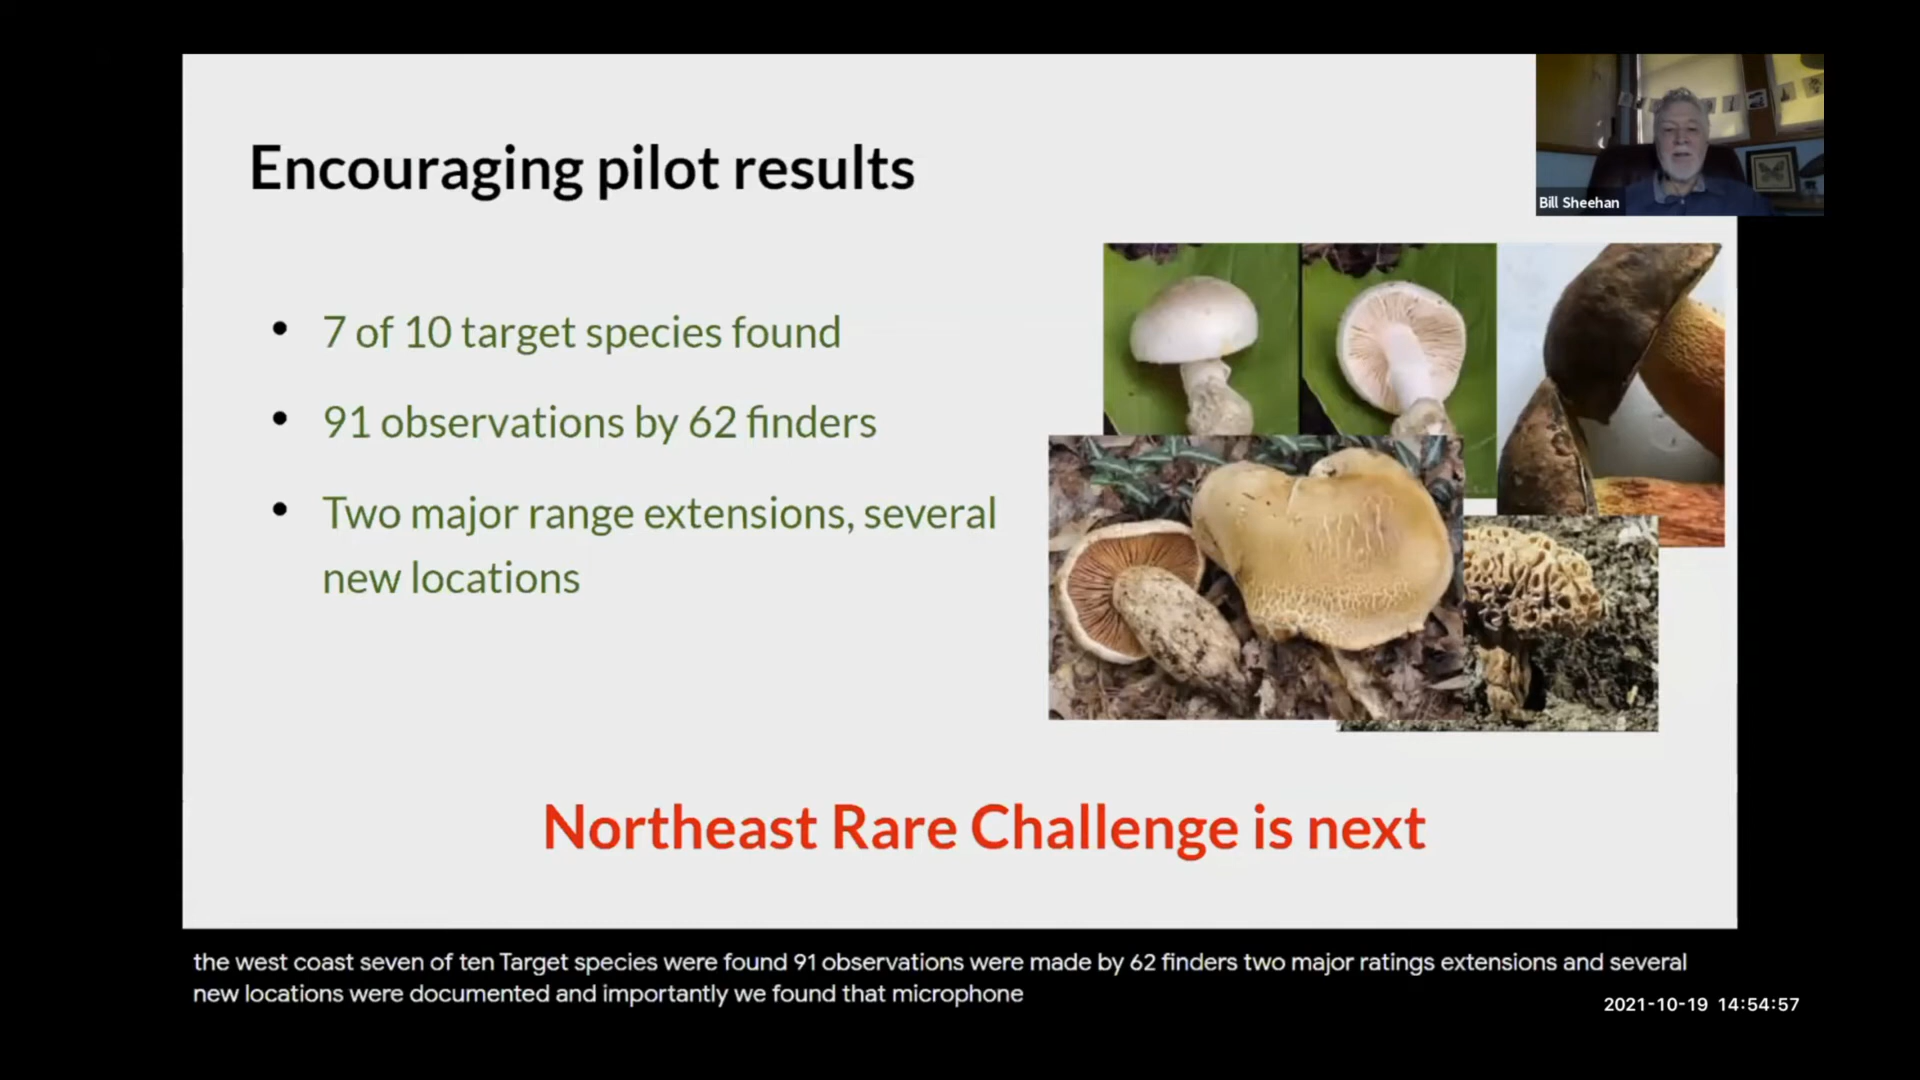 Encouraging pilot results
Bill Sheehan
• 7 of 10 target species found
• 91 observations by 62 finders
• Two major range extensions, several
new locations
Northeast Rare Challenge is next
the west coast seven of ten Target species were found 91 observations were made by 62 finders two major ratings extensions and several
new locations were documented and importantly we found that microphone
2021-10-19 14:54:57